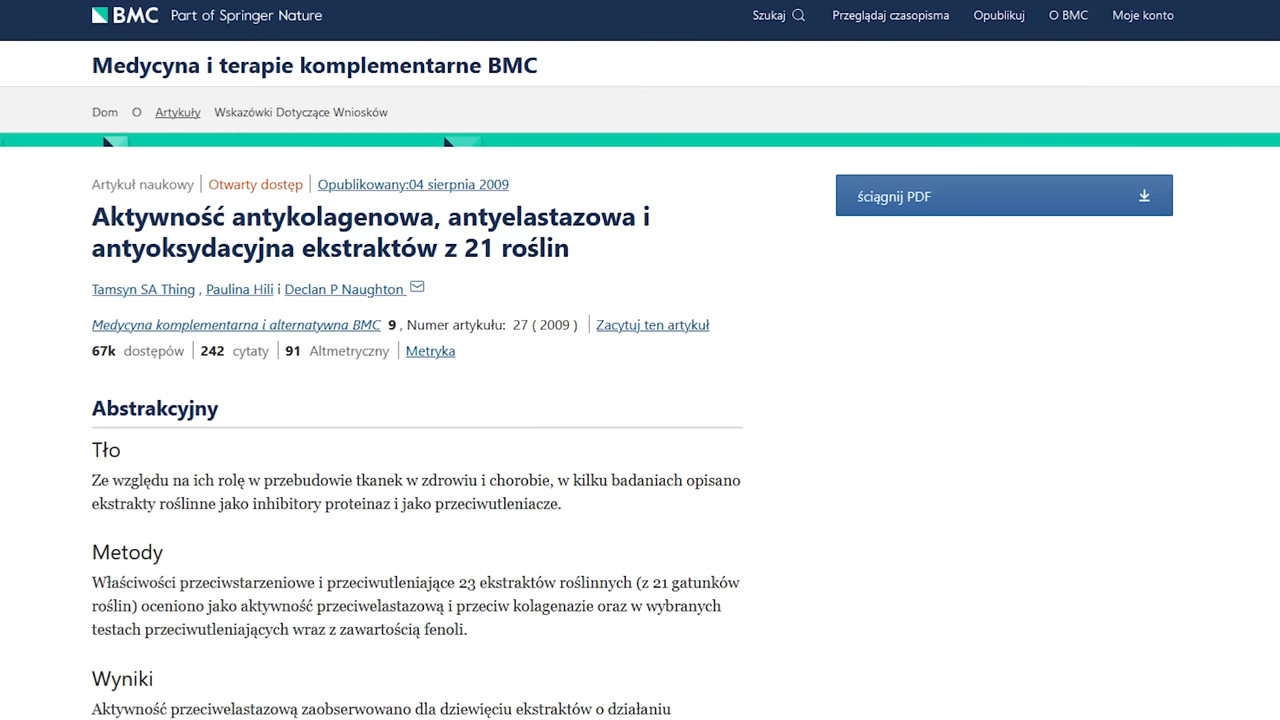 BMC Part of Springer Nature Szukaj Przeglądaj czasopisma Opublikuj O BMC Moje konto
Medycyna i terapie komplementarne BMC
Dom O Artykuły Wskazówki Dotyczące Wniosków
Artykuł naukowy Otwarty dostęp Opublikowany:04 sierpnia 2009
ściągnij PDF
Aktywność antykolagenowa, antyelastazowa i
antyoksydacyjna ekstraktów z 21 roślin
Tamsyn SA Thing , Paulina Hili i Declan P Naughton
Medycyna komplementarna i alternatywna BMC 9 , Numer artykułu: 27 ( 2009 ) Zacytuj ten artykuł
67k dostępów 242 cytaty 91 Altmetryczny Metryka
Abstrakcyjny
Tło
Ze względu na ich rolę w przebudowie tkanek w zdrowiu i chorobie, w kilku badaniach opisano
ekstrakty roślinne jako inhibitory proteinaz i jako przeciwutleniacze.
Metody
Właściwości przeciwstarzeniowe i przeciwutleniające 23 ekstraktów roślinnych (z 21 gatunków
roślin) oceniono jako aktywność przeciwelastazową i przeciw kolagenazie oraz w wybranych
testach przeciwutleniających wraz z zawartością fenoli.
Wyniki
Aktywność przeciwelastazową zaobserwowano dla dziewięciu ekstraktów o działaniu